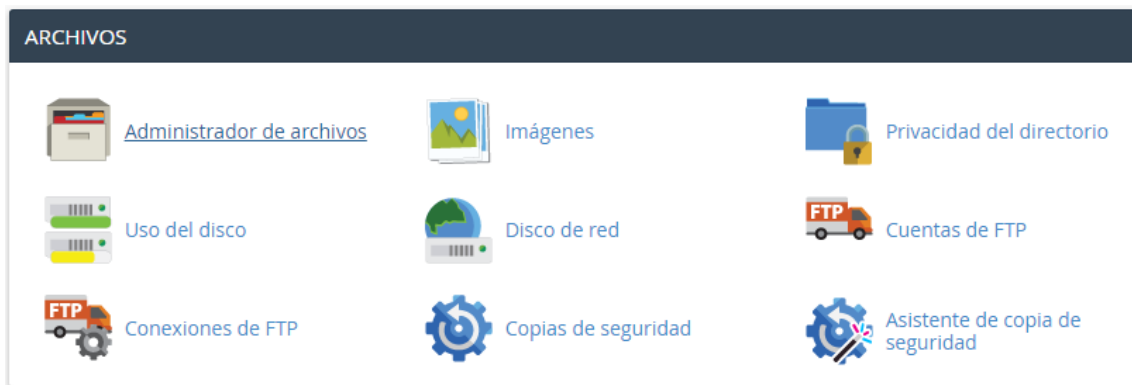 ARCHIVOS
Administrador de archivos
Imágenes
Privacidad del directorio
Uso del disco
Disco de red
FTP
Cuentas de FTP
FTP
Conexiones de FTP
Copias de seguridad
Asistente de copia de
seguridad